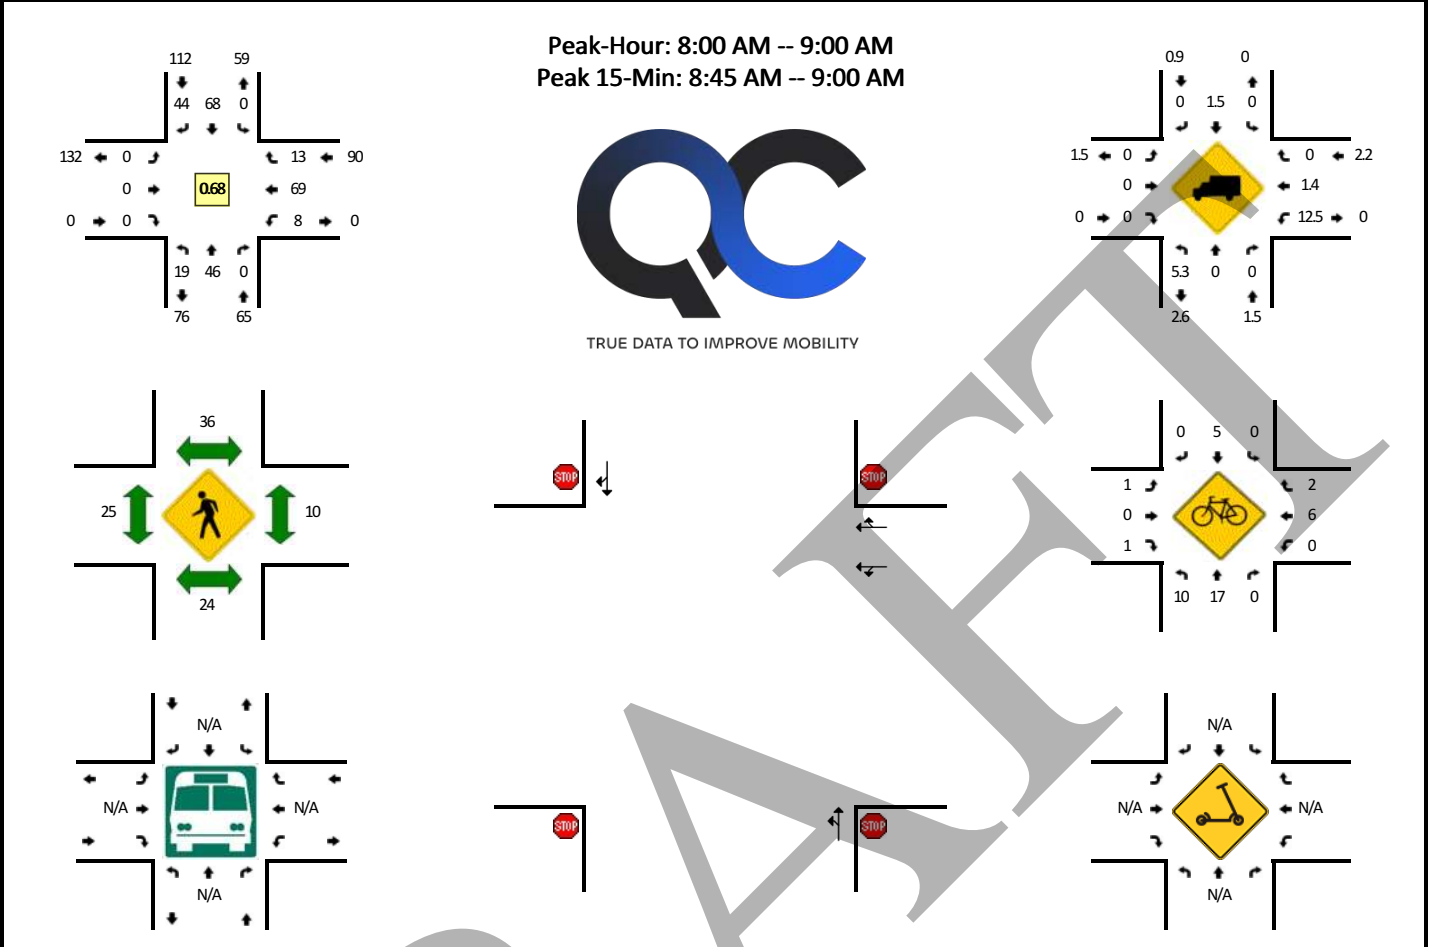 Peak-Hour: 8:00 AM -- 9:00 AM
Peak 15-Min: 8:45 AM -- 9:00 AM
112 59
44 68 0
132 0 13 90
0 0.68 69
0 0 8 0
19 46 0
76 65
QC
TRUE DATA TO IMPROVE MOBILITY
0.9 0
0 1.5 0
1.5 0 0 2.2
0 1.4
0 0 12.5 0
5.3 0 0
2.6 1.5
36
25 10
24
STOP STOP
STOP STOP
0 5 0
1 2
0 6
1 0
10 17 0
N/A
N/A N/A
N/A
N/A
N/A N/A
N/A
DRAFT